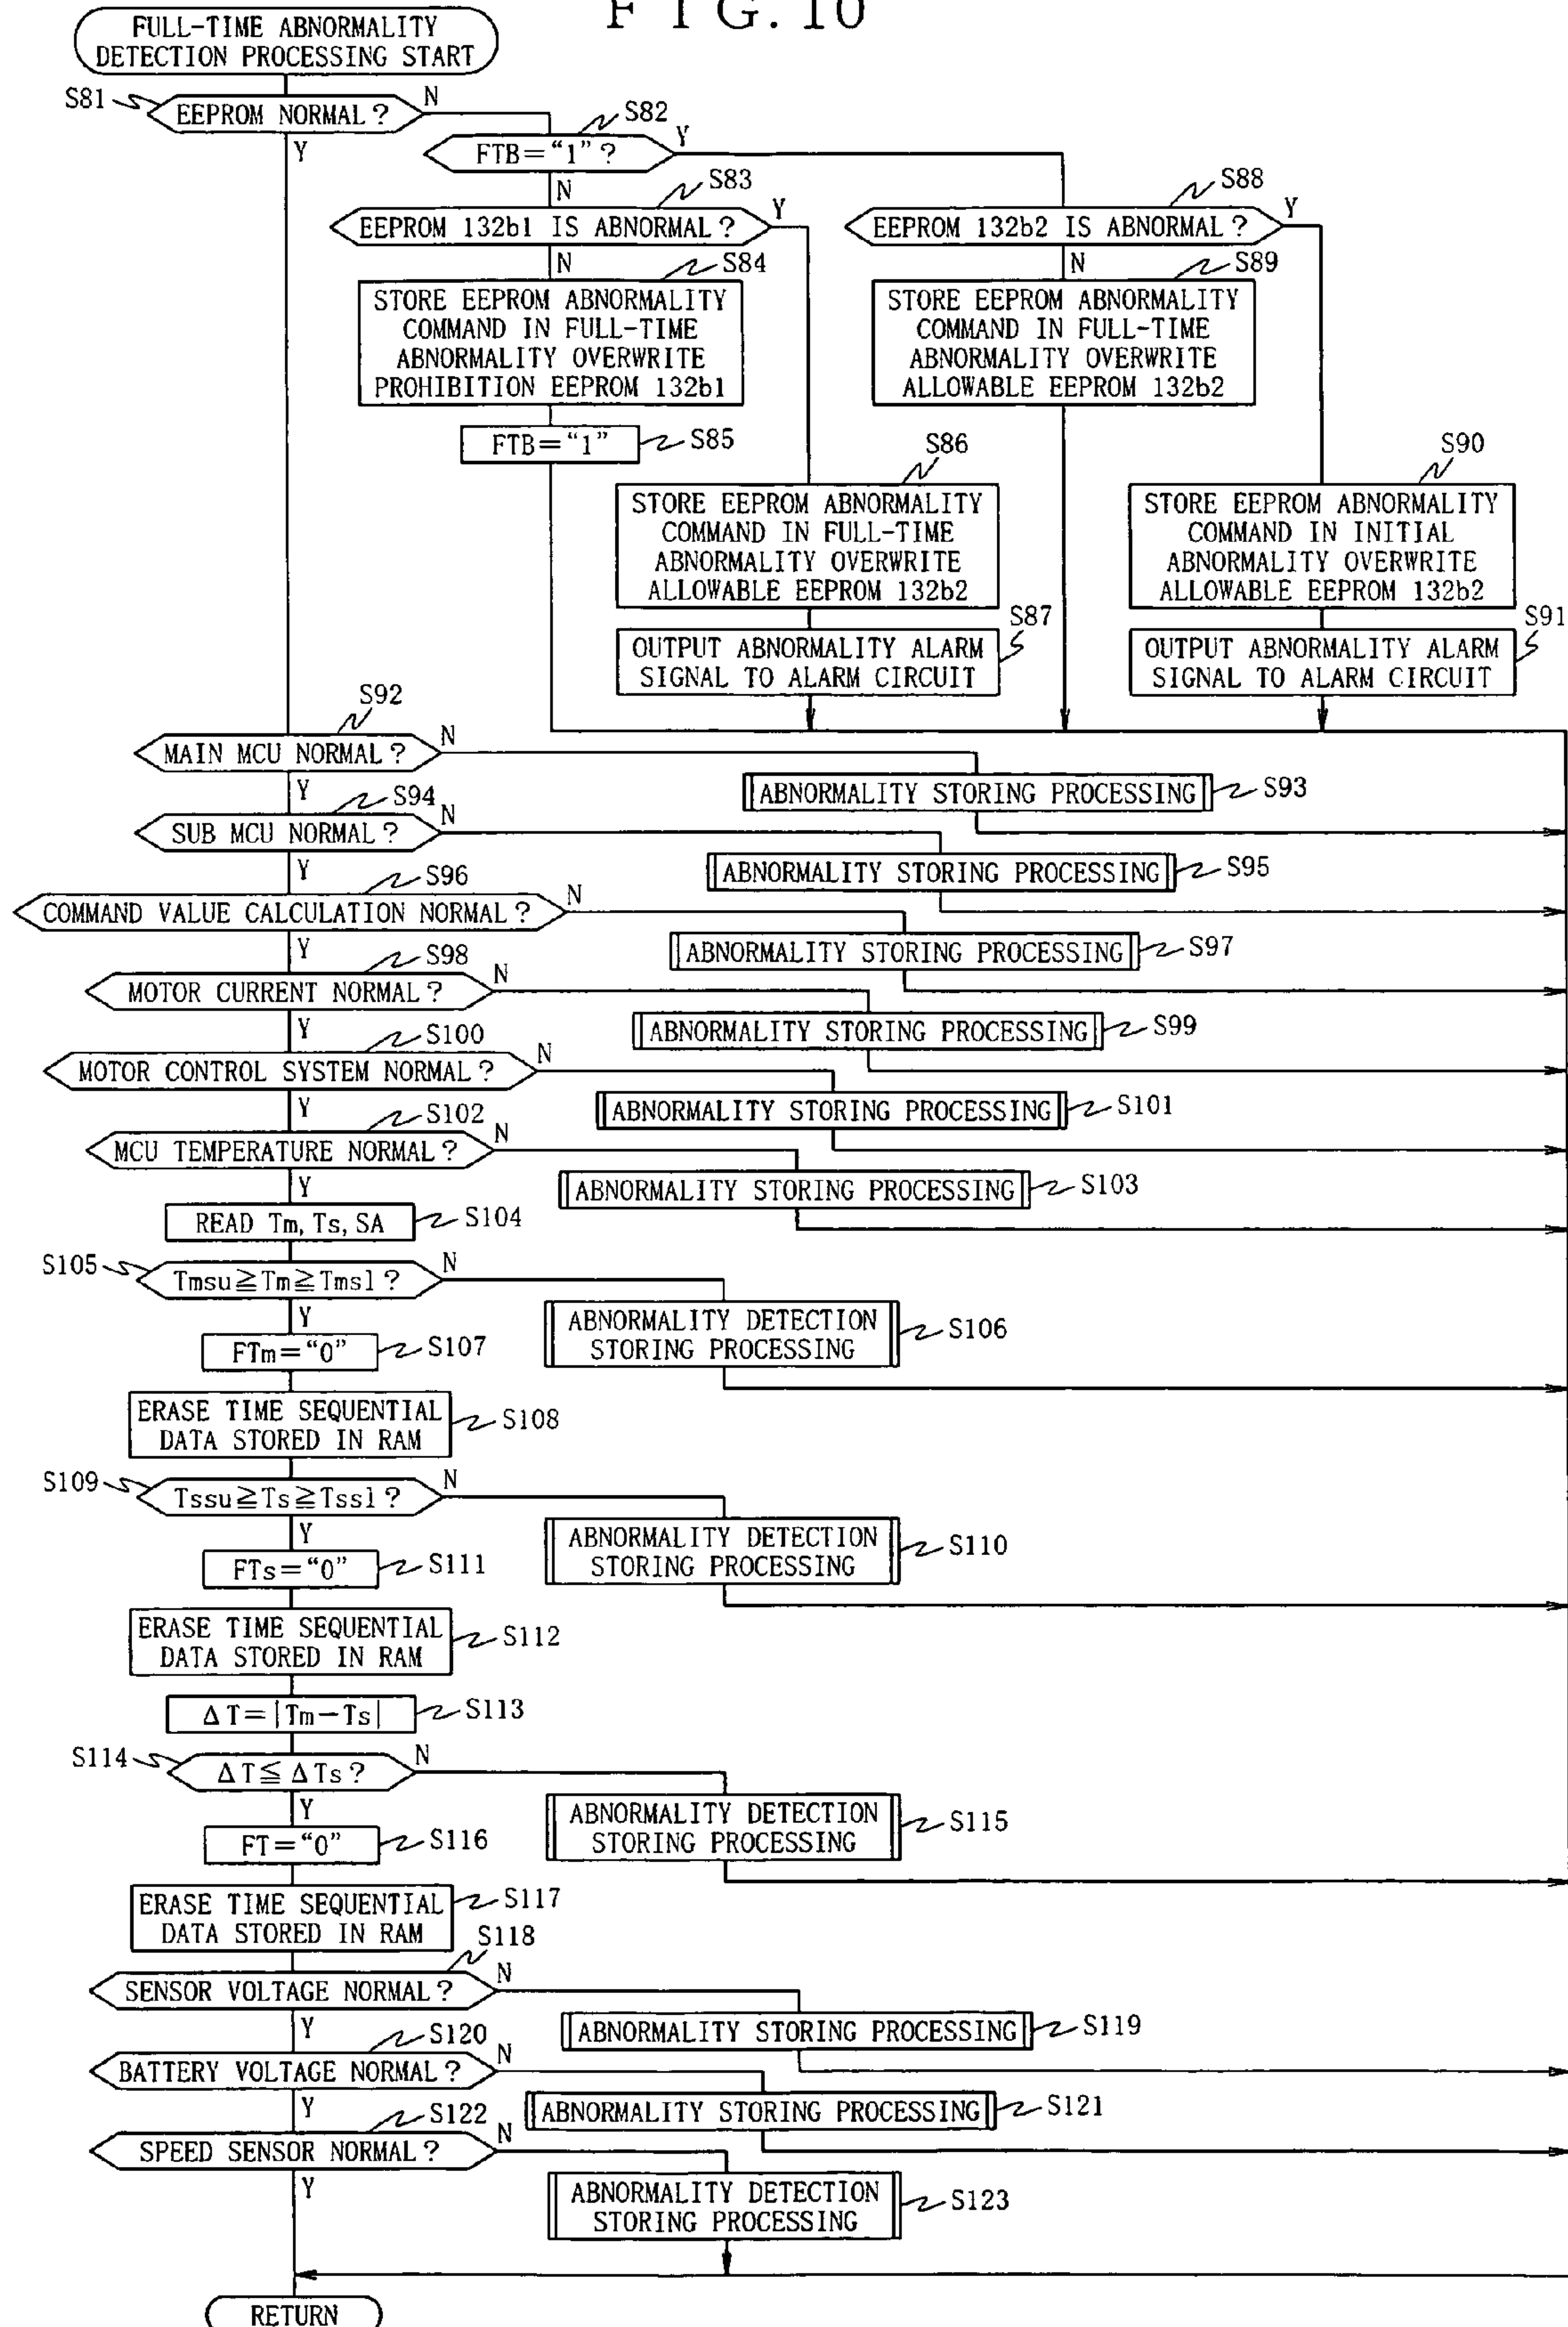 FIG. 10
FULL-TIME ABNORMALITY
DETECTION PROCESSING START
S81
EEPROM NORMAL?
N
Y
S82
FTB="1"?
Y
N
S83
EEPROM 132b1 IS ABNORMAL?
Y
N
S88
EEPROM 132b2 IS ABNORMAL?
Y
N
S84
STORE EEPROM ABNORMALITY
COMMAND IN FULL-TIME
ABNORMALITY OVERWRITE
PROHIBITION EEPROM 132b1
S89
STORE EEPROM ABNORMALITY
COMMAND IN FULL-TIME
ABNORMALITY OVERWRITE
ALLOWABLE EEPROM 132b2
FTB="1"
S85
S86
STORE EEPROM ABNORMALITY
COMMAND IN FULL-TIME
ABNORMALITY OVERWRITE
ALLOWABLE EEPROM 132b2
S90
STORE EEPROM ABNORMALITY
COMMAND IN INITIAL
ABNORMALITY OVERWRITE
ALLOWABLE EEPROM 132b2
S87
OUTPUT ABNORMALITY ALARM
SIGNAL TO ALARM CIRCUIT
S91
OUTPUT ABNORMALITY ALARM
SIGNAL TO ALARM CIRCUIT
S92
MAIN MCU NORMAL?
N
Y
ABNORMALITY STORING PROCESSING
S93
S94
SUB MCU NORMAL?
N
Y
ABNORMALITY STORING PROCESSING
S95
S96
COMMAND VALUE CALCULATION NORMAL?
N
Y
ABNORMALITY STORING PROCESSING
S97
S98
MOTOR CURRENT NORMAL?
N
Y
ABNORMALITY STORING PROCESSING
S99
S100
MOTOR CONTROL SYSTEM NORMAL?
N
Y
ABNORMALITY STORING PROCESSING
S101
S102
MCU TEMPERATURE NORMAL?
N
Y
ABNORMALITY STORING PROCESSING
S103
READ Tm, Ts, SA
S104
S105
Tmsu≧Tm≧Tmsl?
N
Y
ABNORMALITY DETECTION
STORING PROCESSING
S106
FTm="0"
S107
ERASE TIME SEQUENTIAL
DATA STORED IN RAM
S108
S109
Tssu≧Ts≧Tssl?
N
Y
ABNORMALITY DETECTION
STORING PROCESSING
S110
FTs="0"
S111
ERASE TIME SEQUENTIAL
DATA STORED IN RAM
S112
ΔT=|Tm−Ts|
S113
S114
ΔT≦ΔTs?
N
Y
ABNORMALITY DETECTION
STORING PROCESSING
S115
FT="0"
S116
ERASE TIME SEQUENTIAL
DATA STORED IN RAM
S117
S118
SENSOR VOLTAGE NORMAL?
N
Y
ABNORMALITY STORING PROCESSING
S119
S120
BATTERY VOLTAGE NORMAL?
N
Y
ABNORMALITY STORING PROCESSING
S121
S122
SPEED SENSOR NORMAL?
N
Y
ABNORMALITY DETECTION
STORING PROCESSING
S123
RETURN